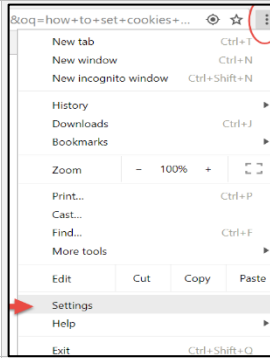 &oq=how+to+set+cookies+...
New tab Ctrl+T
New window Ctrl+N
New incognito window Ctrl+Shift+N
History
Downloads Ctrl+J
Bookmarks
Zoom − 100% +
Print... Ctrl+P
Cast...
Find... Ctrl+F
More tools
Edit Cut Copy Paste
Settings
Help
Exit Ctrl+Shift+Q